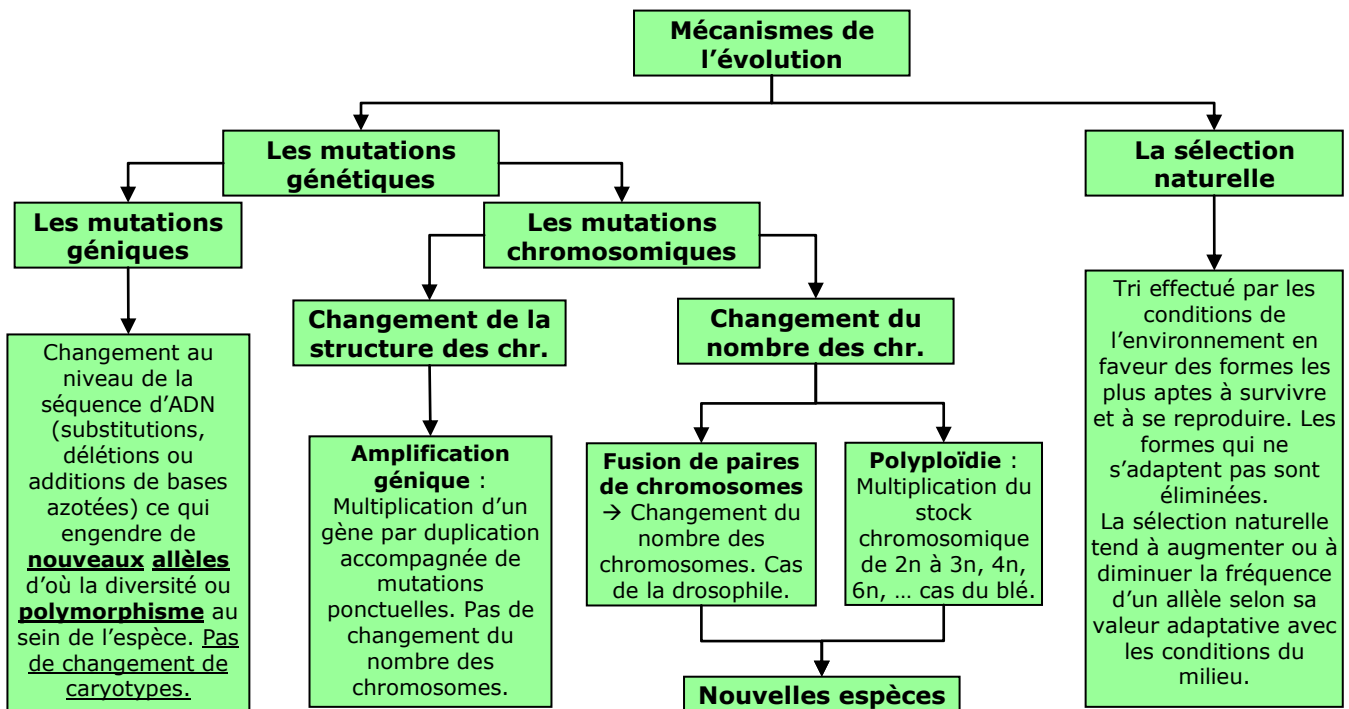 Mécanismes de
l'évolution
Les mutations
génétiques
La sélection
naturelle
Les mutations
géniques
Les mutations
chromosomiques
Changement de la
structure des chr.
Changement du
nombre des chr.
Changement au
niveau de la
séquence d'ADN
(substitutions,
délétions ou
additions de bases
azotées) ce qui
engendre de
nouveaux allèles
d'où la diversité ou
polymorphisme au
sein de l'espèce. Pas
de changement de
caryotypes.
Amplification
génique :
Multiplication d'un
gène par duplication
accompagnée de
mutations
ponctuelles. Pas de
changement du
nombre des
chromosomes.
Fusion de paires
de chromosomes
→ Changement du
nombre des
chromosomes. Cas
de la drosophile.
Polyploïdie :
Multiplication du
stock
chromosomique
de 2n à 3n, 4n,
6n, … cas du blé.
Nouvelles espèces
Tri effectué par les
conditions de
l'environnement en
faveur des formes les
plus aptes à survivre
et à se reproduire. Les
formes qui ne
s'adaptent pas sont
éliminées.
La sélection naturelle
tend à augmenter ou à
diminuer la fréquence
d'un allèle selon sa
valeur adaptative avec
les conditions du
milieu.